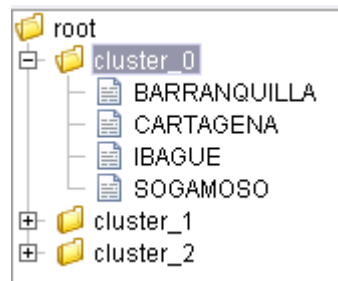 root
cluster_0
BARRANQUILLA
CARTAGENA
IBAGUE
SOGAMOSO
cluster_1
cluster_2